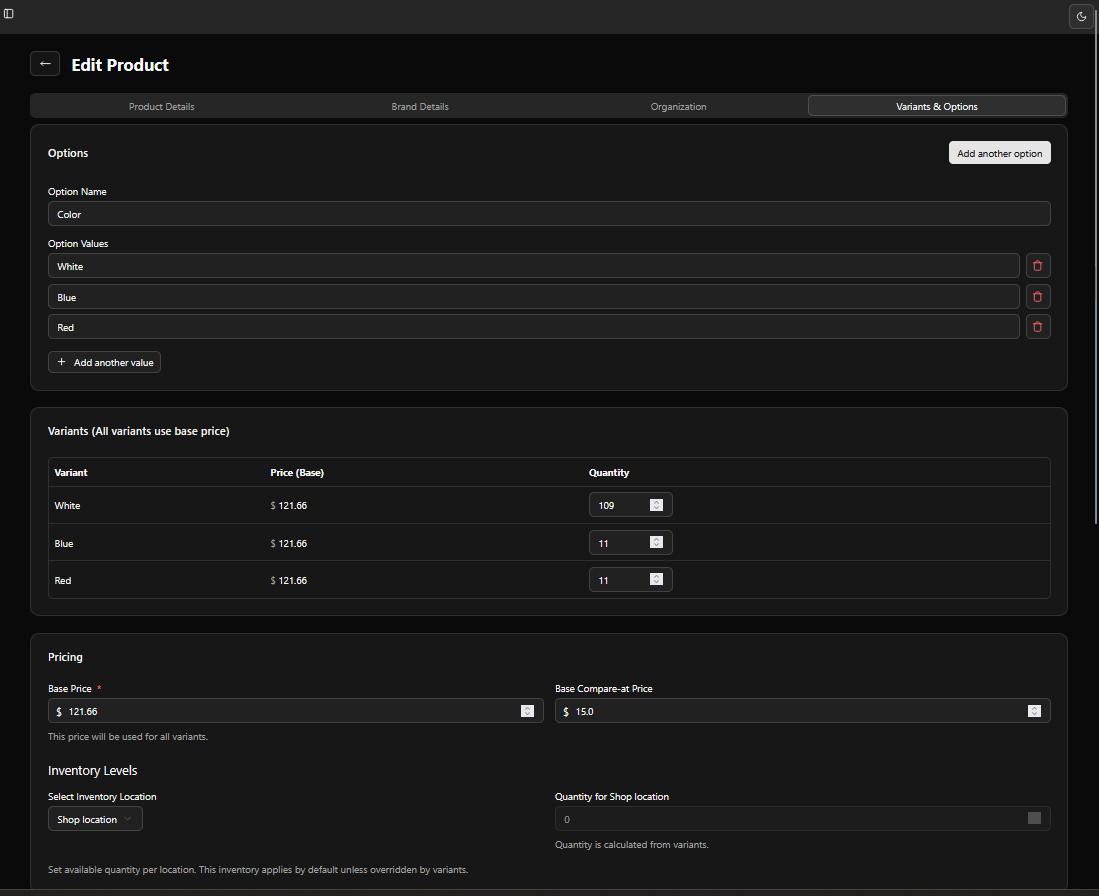 Edit Product
Product Details Brand Details Organization Variants & Options
Options Add another option
Option Name
Color
Option Values
White
Blue
Red
+ Add another value
Variants (All variants use base price)
Variant Price (Base) Quantity
White $ 121.66 109
Blue $ 121.66 11
Red $ 121.66 11
Pricing
Base Price * Base Compare-at Price
$ 121.66 $ 15.0
This price will be used for all variants.
Inventory Levels
Select Inventory Location Quantity for Shop location
Shop location 0
Quantity is calculated from variants.
Set available quantity per location. This inventory applies by default unless overridden by variants.